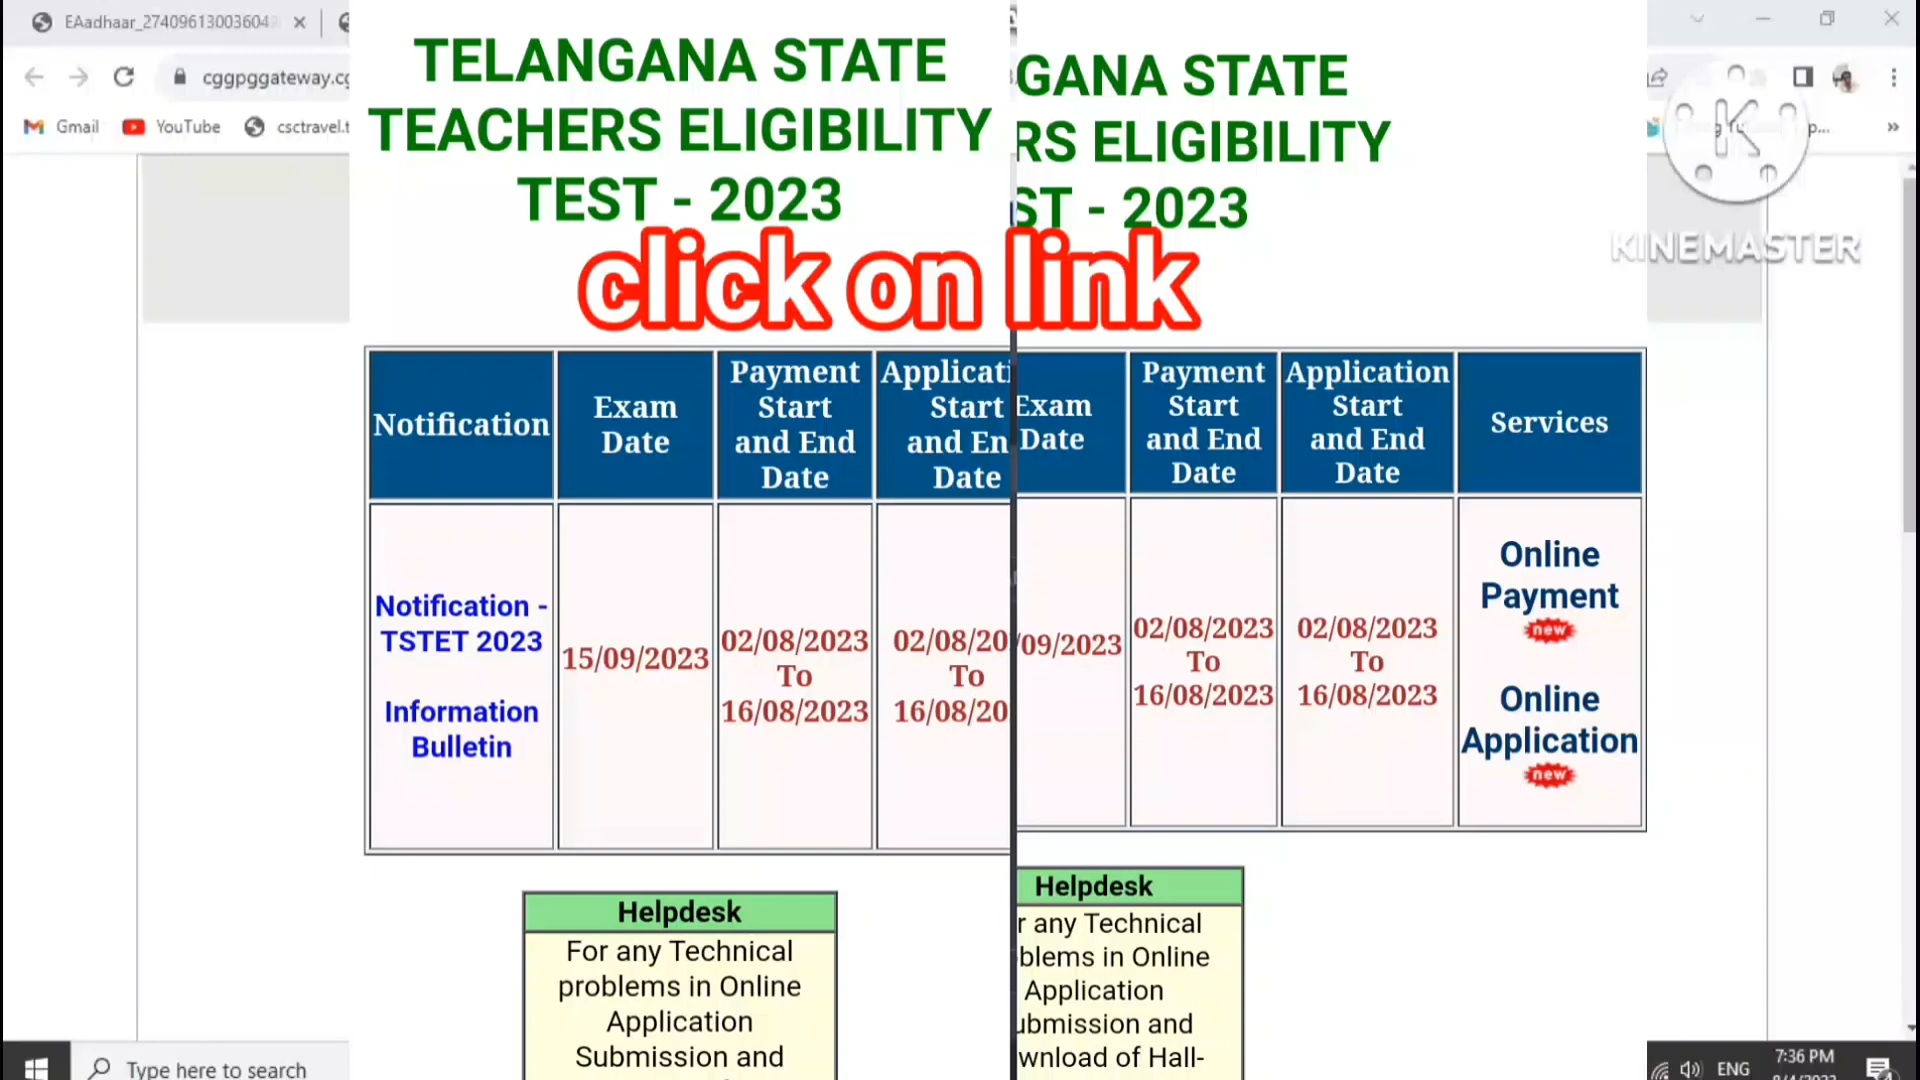 EAadhaar_27409613003604
cggpggateway.cg
Gmail
YouTube
csctravel.t
TELANGANA STATE
TEACHERS ELIGIBILITY
TEST - 2023
GANA STATE
RS ELIGIBILITY
ST - 2023
click on link
KINEMASTER
Notification
Exam
Date
Payment
Start
and End
Date
Applicati
Start
and En
Date
Exam
Date
Payment
Start
and End
Date
Application
Start
and End
Date
Services
Notification -
TSTET 2023
Information
Bulletin
15/09/2023
02/08/2023
To
16/08/2023
02/08/20
To
16/08/20
/09/2023
02/08/2023
To
16/08/2023
02/08/2023
To
16/08/2023
Online
Payment
new
Online
Application
new
Helpdesk
For any Technical
problems in Online
Application
Submission and
Helpdesk
r any Technical
blems in Online
Application
ubmission and
wnload of Hall-
Type here to search
ENG
7:36 PM